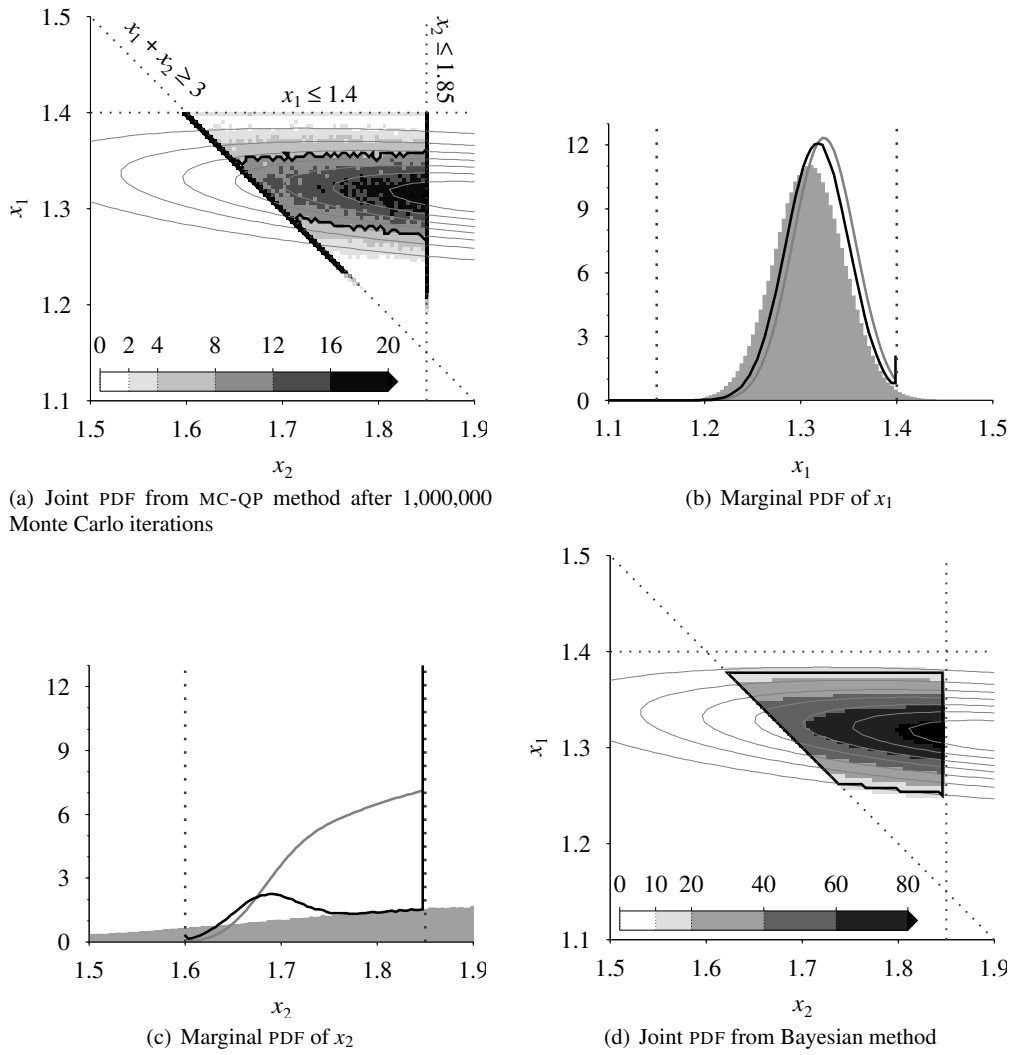 1.5
x1 + x2 ≥ 3
x2 ≤ 1.85
x1 ≤ 1.4
1.4
1.3
1.2
1.1
x1
0 2 4 8 12 16 20
1.5 1.6 1.7 1.8 1.9
x2
(a) Joint PDF from MC-QP method after 1,000,000
Monte Carlo iterations
12
9
6
3
0
1.1 1.2 1.3 1.4 1.5
x1
(b) Marginal PDF of x1
12
9
6
3
0
1.5 1.6 1.7 1.8 1.9
x2
(c) Marginal PDF of x2
1.5
1.4
1.3
1.2
1.1
x1
0 10 20 40 60 80
1.5 1.6 1.7 1.8 1.9
x2
(d) Joint PDF from Bayesian method